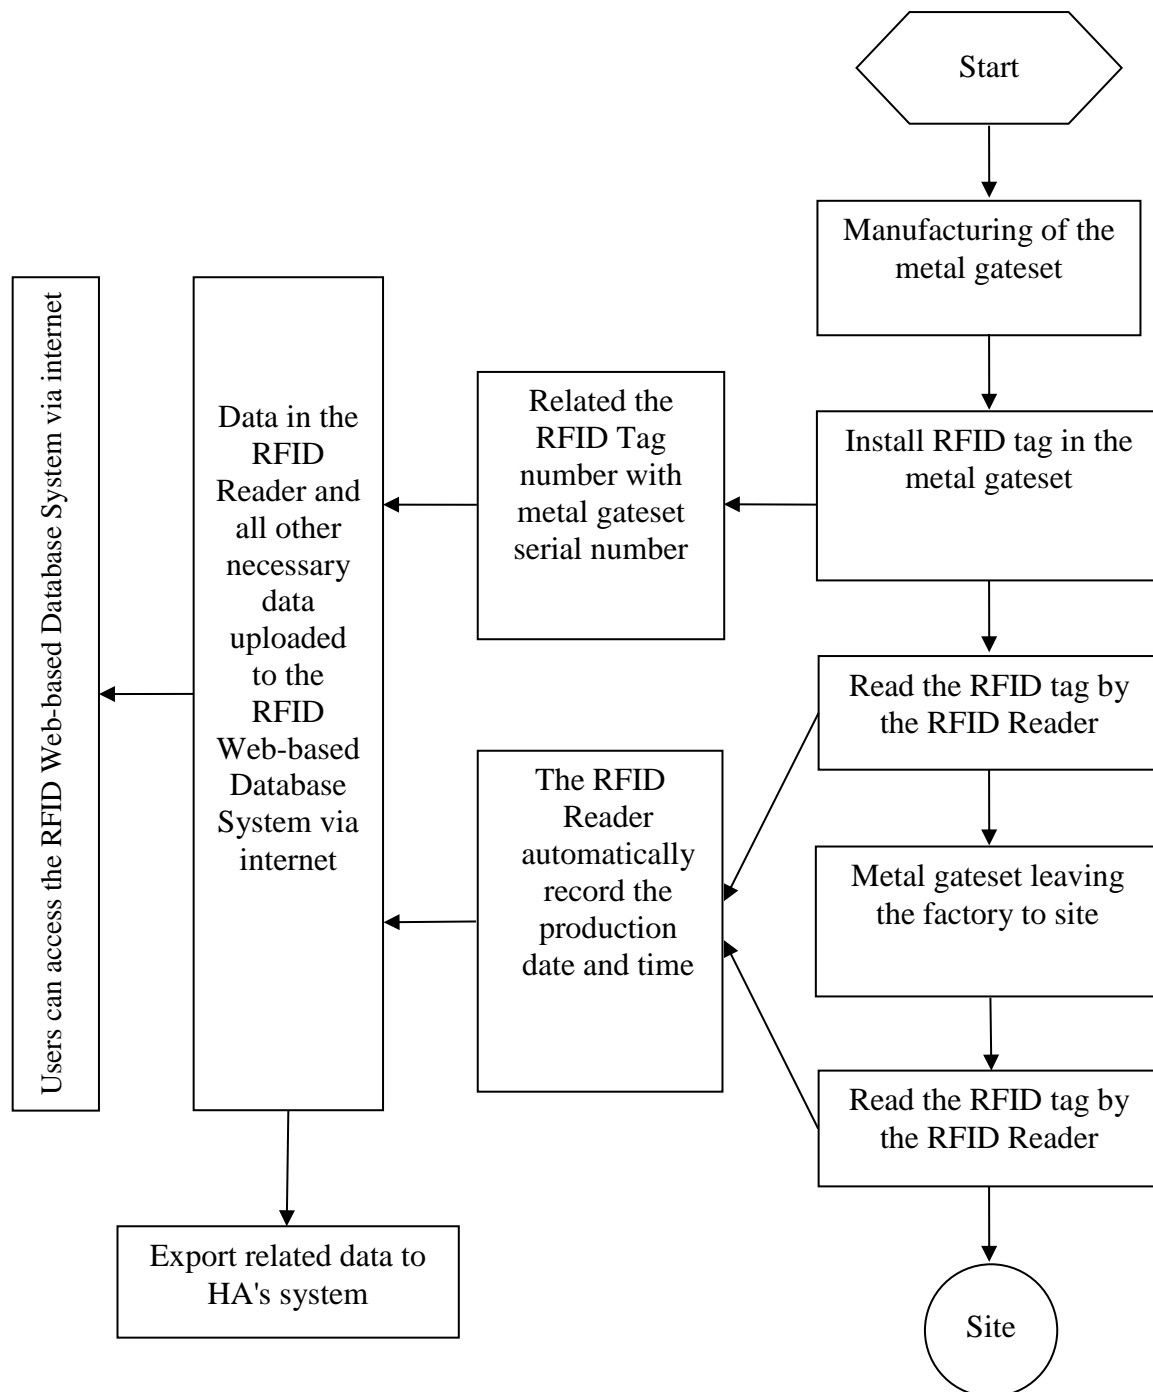 Start
Manufacturing of the
metal gateset
Install RFID tag in the
metal gateset
Related the
RFID Tag
number with
metal gateset
serial number
Data in the
RFID
Reader and
all other
necessary
data
uploaded
to the
RFID
Web-based
Database
System via
internet
Users can access the RFID Web-based Database System via internet
Read the RFID tag by
the RFID Reader
The RFID
Reader
automatically
record the
production
date and time
Metal gateset leaving
the factory to site
Read the RFID tag by
the RFID Reader
Export related data to
HA's system
Site